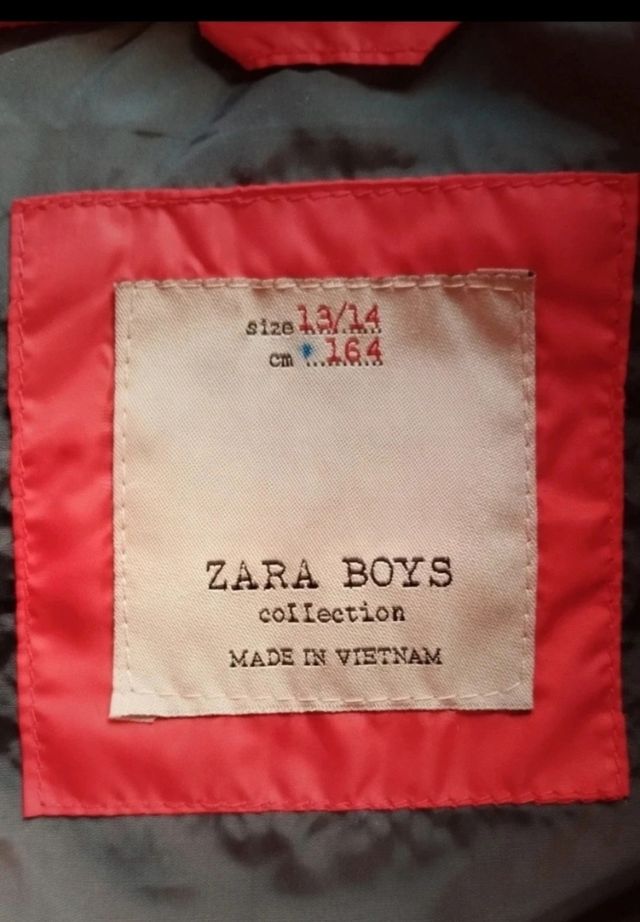 size 13/14
cm 164
ZARA BOYS
collection
MADE IN VIETNAM